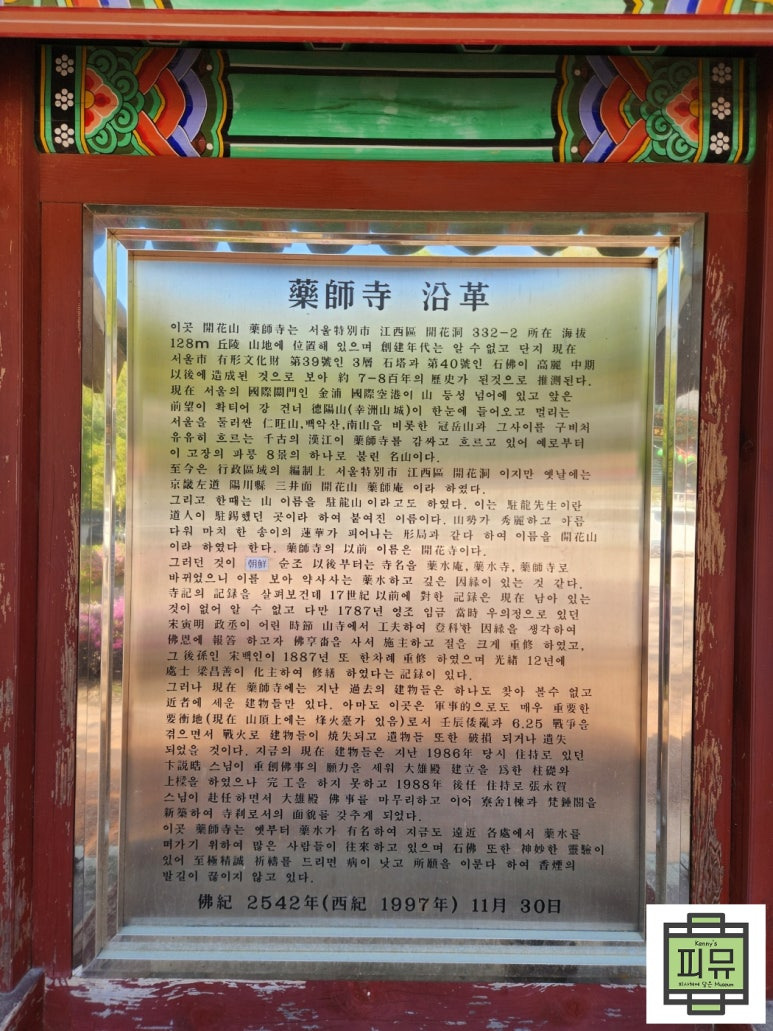 藥師寺 沿革
이곳 開花山 藥師寺는 서울特別市 江西區 開花洞 332-2 所在 海拔
128m 丘陵 山地에 位置해 있으며 創建年代는 알 수 없고 단지 現在
서울市 有形文化財 第39號인 3層 石塔과 第40號인 石佛이 高麗 中期
以後에 造成된 것으로 보아 約 7-8百年의 歷史가 된것으로 推測된다.
現在 서울의 國際關門인 金浦 國際空港이 山 등성 넘어에 있고 앞은
前望이 확티어 강 건너 德陽山(幸洲山城)이 한눈에 들어오고 멀리는
서울을 둘러싼 仁旺山,백악산,南山을 비롯한 冠岳山과 그사이를 구비쳐
유유히 흐르는 千古의 漢江이 藥師寺를 감싸고 흐르고 있어 예로부터
이 고장의 파릉 8景의 하나로 불린 名山이다.
至今은 行政區域의 編制上 서울特別市 江西區 開花洞 이지만 옛날에는
京畿左道 陽川縣 三井面 開花山 藥師庵 이라 하였다.
그리고 한때는 山 이름을 駐龍山이라고도 하였다. 이는 駐龍先生이란
道人이 駐錫했던 곳이라 하여 붙여진 이름이다. 山勢가 秀麗하고 아름
다워 마치 한 송이의 蓮華가 피어나는 形局과 같다 하여 이름을 開花山
이라 하였다 한다. 藥師寺의 以前 이름은 開花寺이다.
그러던 것이 朝鮮 순조 以後부터는 寺名을 藥水庵, 藥水寺, 藥師寺로
바뀌었으니 이를 보아 약사사는 藥水하고 깊은 因緣이 있는 것 같다.
寺記의 記錄을 살펴보건데 17世紀 以前에 對한 記錄은 現在 남아 있는
것이 없어 알 수 없고 다만 1787년 영조 임금 當時 우의정으로 있던
宋寅明 政丞이 어린 時節 山寺에서 工夫하여 登科한 因緣을 생각하여
佛恩에 報答 하고자 佛享畓을 사서 施主하고 절을 크게 重修 하였고,
그 後孫인 宋백인이 1887년 또 한차례 重修 하였으며 光緖 12년에
處士 梁昌善이 化主하여 修繕 하였다는 記錄이 있다.
그러나 現在 藥師寺에는 지난 過去의 建物들은 하나도 찾아 볼수 없고
近者에 세운 建物들만 있다. 아마도 이곳은 軍事的으로도 매우 重要한
要衝地(現在 山頂上에는 烽火臺가 있음)로서 壬辰倭亂과 6.25 戰爭을
겪으면서 戰火로 建物들이 燒失되고 遺物들 또한 破損 되거나 遺失
되었을 것이다. 지금의 現在 建物들은 지난 1986年 당시 住持로 있던
卞説晧 스님이 重創佛事의 願力을 세워 大雄殿 建立을 爲한 柱礎와
上樑을 하였으나 完工을 하지 못하고 1988年 後任 住持로 張永賀
스님이 赴任하면서 大雄殿 佛事를 마무리하고 이어 寮舍1棟과 梵鍾閣을
新築하여 寺刹로서의 面貌를 갖추게 되었다.
이곳 藥師寺는 옛부터 藥水가 有名하여 지금도 遠近 各處에서 藥水를
떠가기 위하여 많은 사람들이 往來하고 있으며 石佛 또한 神妙한 靈驗이
있어 至極精誠 祈禱를 드리면 病이 낫고 所願을 이룬다 하여 香煙의
발길이 끊이지 않고 있다.
佛紀 2542年(西紀 1997年) 11月 30日
Kenny's
피뮤
피사체에 담은 Museum